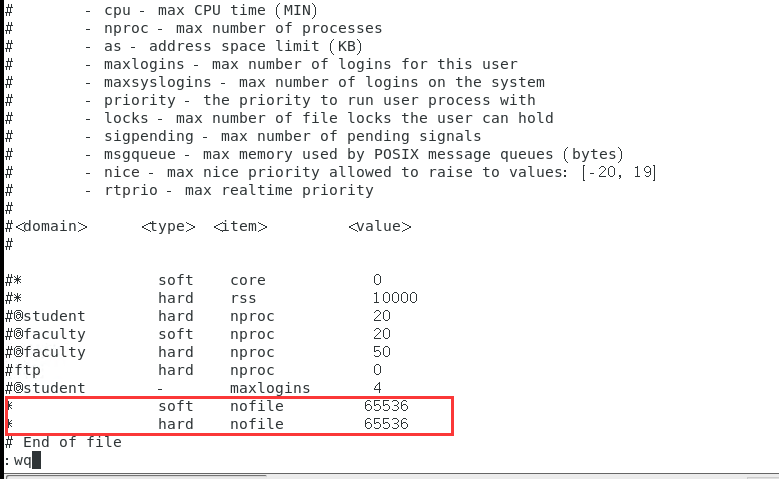 #        - cpu - max CPU time (MIN)
#        - nproc - max number of processes
#        - as - address space limit (KB)
#        - maxlogins - max number of logins for this user
#        - maxsyslogins - max number of logins on the system
#        - priority - the priority to run user process with
#        - locks - max number of file locks the user can hold
#        - sigpending - max number of pending signals
#        - msgqueue - max memory used by POSIX message queues (bytes)
#        - nice - max nice priority allowed to raise to values: [-20, 19]
#        - rtprio - max realtime priority
#
#<domain>      <type>  <item>         <value>
#
#*               soft    core            0
#*               hard    rss             10000
#@student        hard    nproc           20
#@faculty        soft    nproc           20
#@faculty        hard    nproc           50
#ftp             hard    nproc           0
#@student        -       maxlogins       4
*                soft    nofile         65536
*                hard    nofile         65536
# End of file
:wq